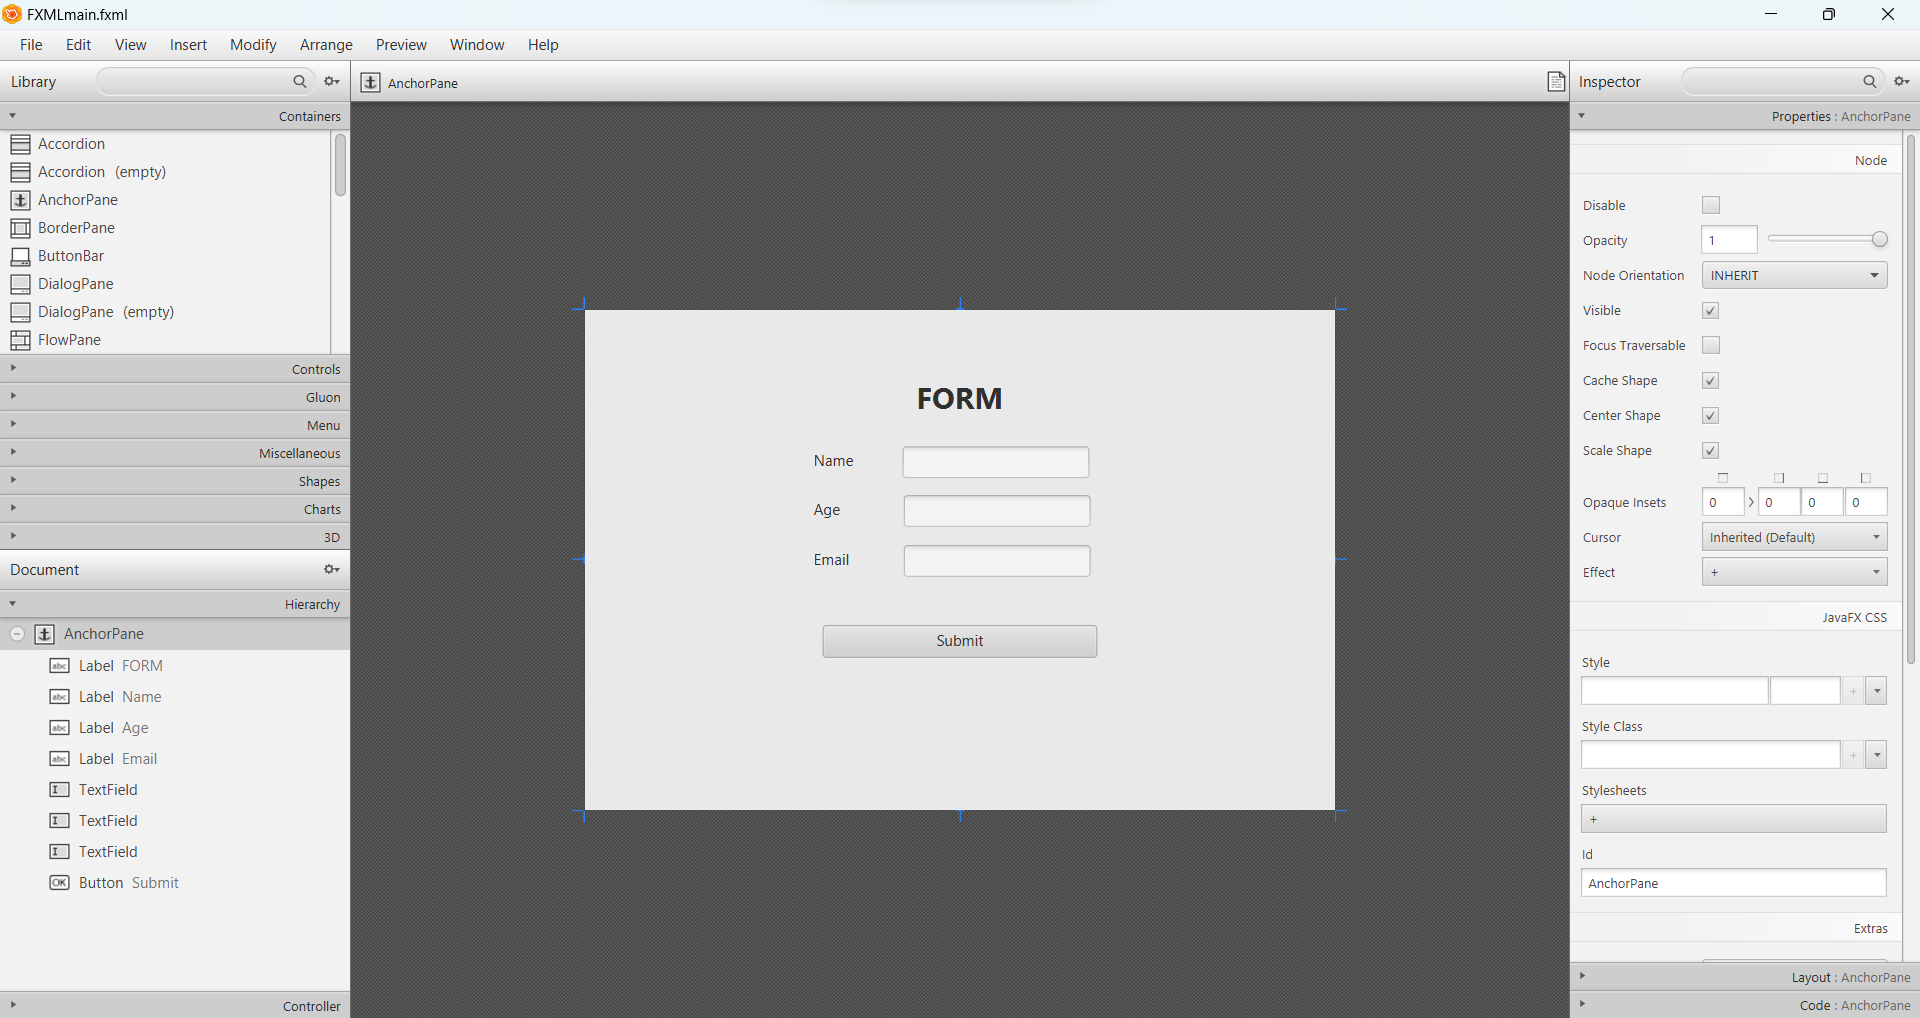 FXMLmain.fxml
File Edit View Insert Modify Arrange Preview Window Help
Library
AnchorPane
Inspector
Containers
Accordion
Accordion (empty)
AnchorPane
BorderPane
ButtonBar
DialogPane
DialogPane (empty)
FlowPane
Controls
Gluon
Menu
Miscellaneous
Shapes
Charts
3D
Document
Hierarchy
AnchorPane
abc Label FORM
abc Label Name
abc Label Age
abc Label Email
TextField
TextField
TextField
OK Button Submit
Controller
FORM
Name
Age
Email
Submit
Properties : AnchorPane
Node
Disable
Opacity 1
Node Orientation INHERIT
Visible
Focus Traversable
Cache Shape
Center Shape
Scale Shape
Opaque Insets 0 > 0 0 0
Cursor Inherited (Default)
Effect +
JavaFX CSS
Style
+
Style Class
+
Stylesheets
+
Id
AnchorPane
Extras
Layout : AnchorPane
Code : AnchorPane